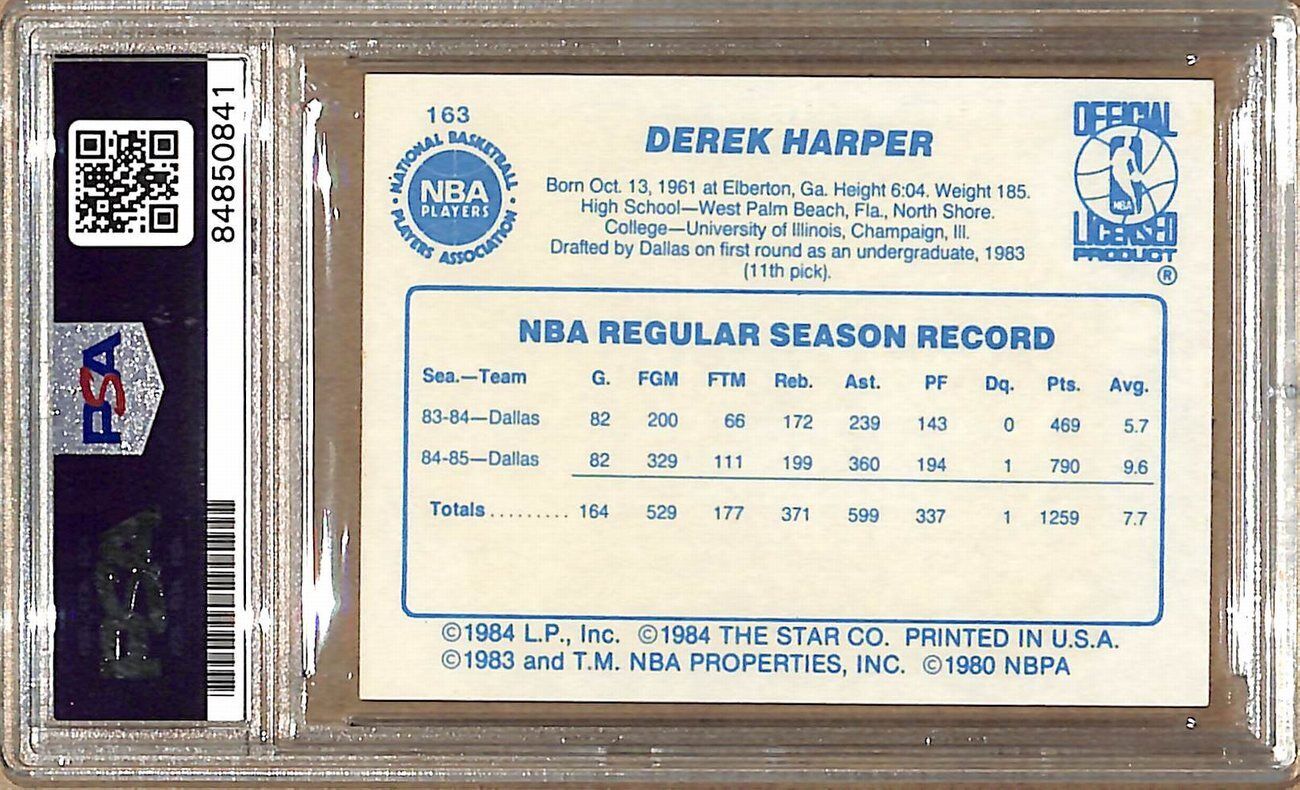 84850841
PSA
163
NATIONAL BASKETBALL
NBA
PLAYERS
PLAYERS ASSOCIATION
DEREK HARPER
Born Oct. 13, 1961 at Elberton, Ga. Height 6:04. Weight 185.
High School—West Palm Beach, Fla., North Shore.
College—University of Illinois, Champaign, Ill.
Drafted by Dallas on first round as an undergraduate, 1983
(11th pick).
OFFICIAL
NBA
LICENSED
PRODUCT
®
NBA REGULAR SEASON RECORD
Sea.—Team G. FGM FTM Reb. Ast. PF Dq. Pts. Avg.
83-84—Dallas 82 200 66 172 239 143 0 469 5.7
84-85—Dallas 82 329 111 199 360 194 1 790 9.6
Totals......... 164 529 177 371 599 337 1 1259 7.7
©1984 L.P., Inc. ©1984 THE STAR CO. PRINTED IN U.S.A.
©1983 and T.M. NBA PROPERTIES, INC. ©1980 NBPA